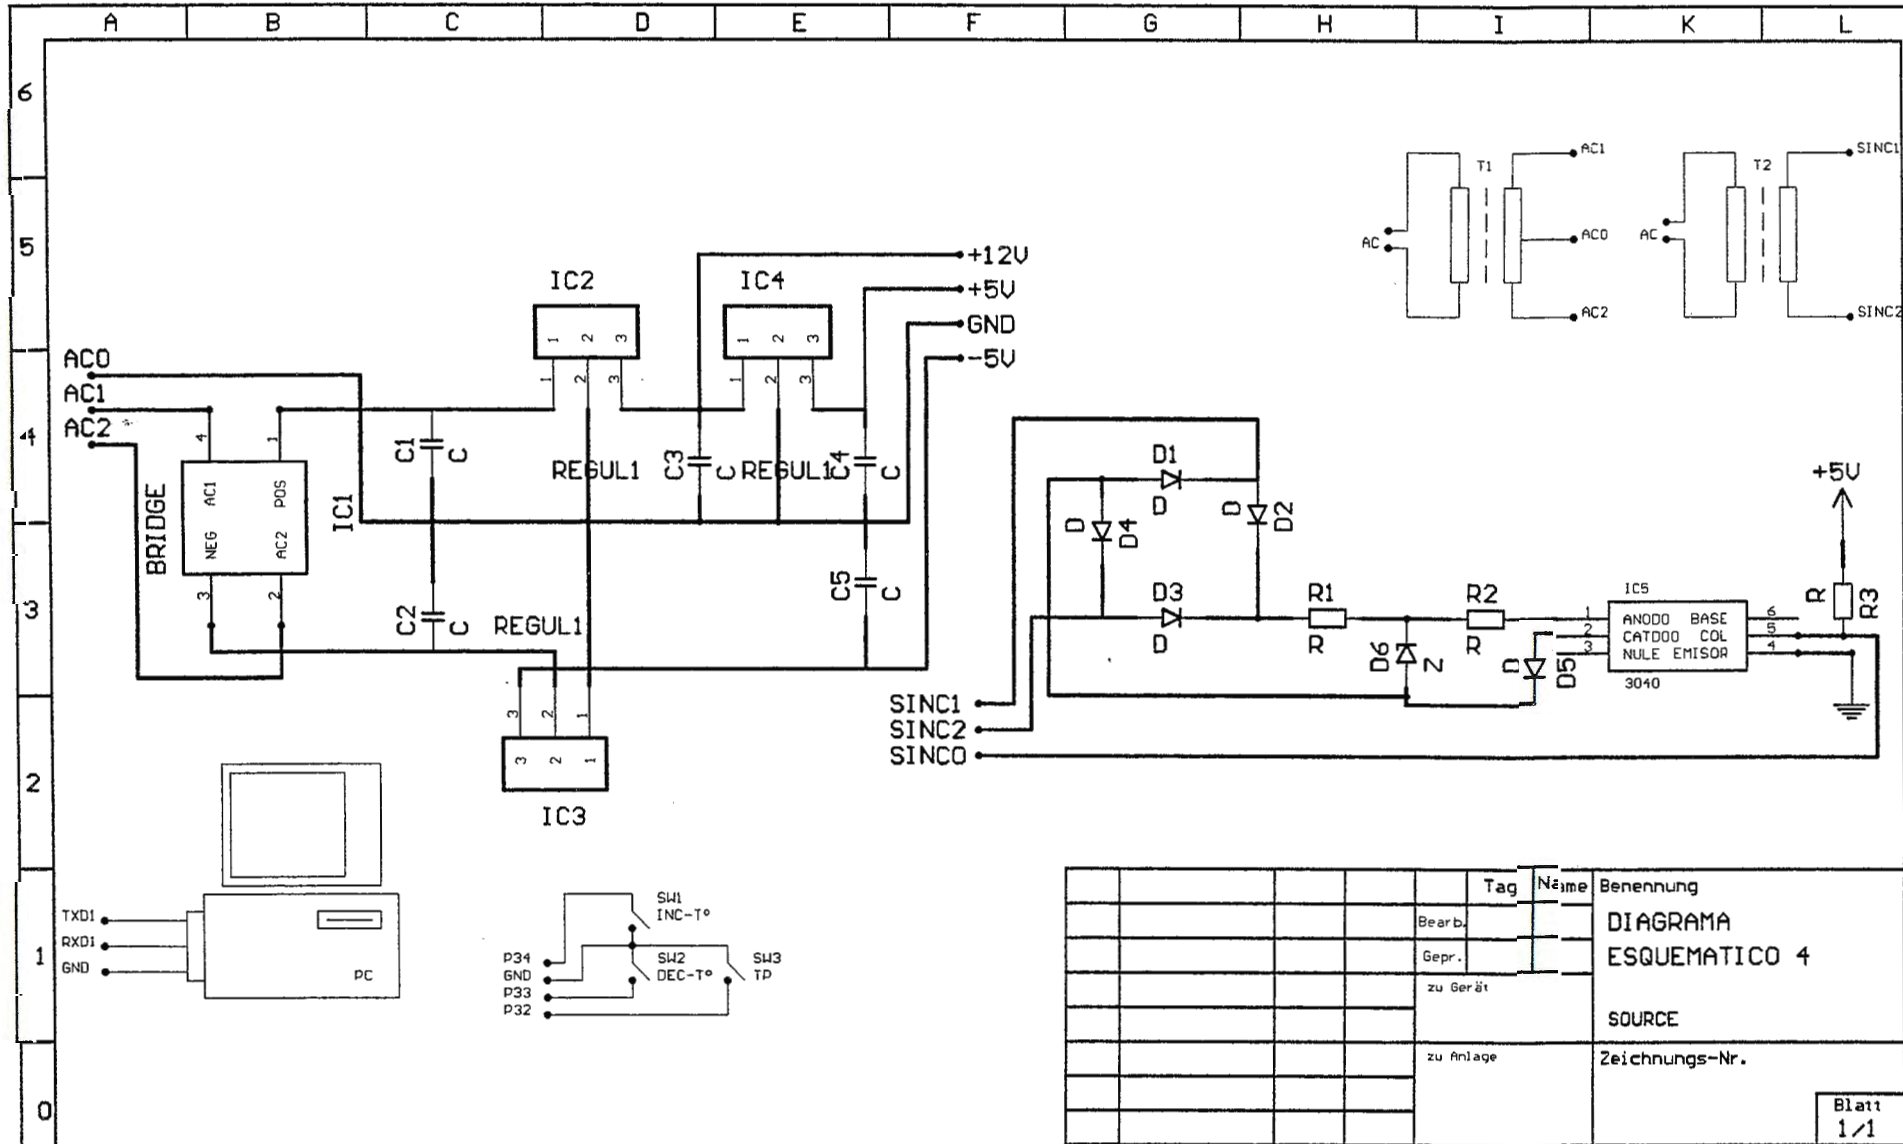 A B C D E F G H I K L
6
5
4
3
2
1
0
T1
AC1
AC0
AC2
AC
T2
SINC1
SINC2
AC
+12V
+5V
GND
-5V
IC2
1 2 3
1 2 3
IC4
1 2 3
1 2 3
AC0
AC1
AC2
4 1
AC1 POS
NEG AC2
3 2
BRIDGE
IC1
C1 C
C2 C
REGUL1
C3 C
REGUL1
C4 C
C5 C
REGUL1
3 2 1
3 2 1
IC3
D1
D
D D2
D D4
D3
D
R1
R
R2
R
D6 Z
D D5
IC5
1 ANODO BASE 6
2 CATDOO COL 5
3 NULE EMISOR 4
3040
+5V
R R3
SINC1
SINC2
SINCO
TXD1
RXD1
GND
PC
SW1
INC-Tº
SW2
DEC-Tº
SW3
TP
P34
GND
P33
P32
Tag Name Benennung
Bearb.
Gepr.
DIAGRAMA
ESQUEMATICO 4
zu Gerät
SOURCE
zu Anlage
Zeichnungs-Nr.
Blatt
1/1